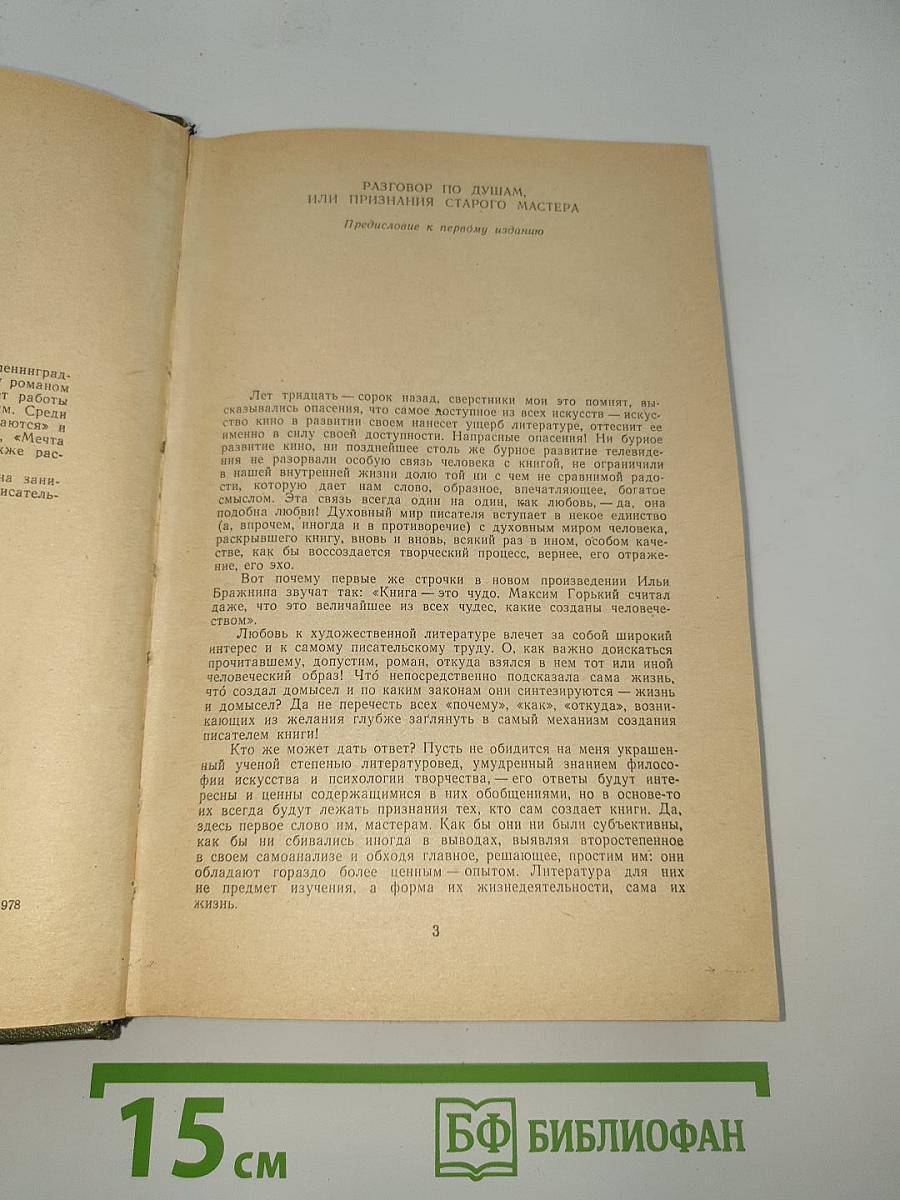 ленинград-
у романом
ет работы
им. Среди
аются» и
, «Мечта
кже рас-
на зани-
исатель-
1978
РАЗГОВОР ПО ДУШАМ,
ИЛИ ПРИЗНАНИЯ СТАРОГО МАСТЕРА
Предисловие к первому изданию
Лет тридцать — сорок назад, сверстники мои это помнят, вы-
сказывались опасения, что самое доступное из всех искусств — искус-
ство кино в развитии своем нанесет ущерб литературе, оттеснит ее
именно в силу своей доступности. Напрасные опасения! Ни бурное
развитие кино, ни позднейшее столь же бурное развитие телевиде-
ния не разорвали особую связь человека с книгой, не ограничили
в нашей внутренней жизни долю той ни с чем не сравнимой радо-
сти, которую дает нам слово, образное, впечатляющее, богатое
смыслом. Эта связь всегда один на один, как любовь, — да, она
подобна любви! Духовный мир писателя вступает в некое единство
(а, впрочем, иногда и в противоречие) с духовным миром человека,
раскрывшего книгу, вновь и вновь, всякий раз в ином, особом каче-
стве, как бы воссоздается творческий процесс, вернее, его отраже-
ние, его эхо.
Вот почему первые же строчки в новом произведении Ильи
Бражнина звучат так: «Книга — это чудо. Максим Горький считал
даже, что это величайшее из всех чудес, какие созданы человече-
ством».
Любовь к художественной литературе влечет за собой широкий
интерес и к самому писательскому труду. О, как важно доискаться
прочитавшему, допустим, роман, откуда взялся в нем тот или иной
человеческий образ! Что́ непосредственно подсказала сама жизнь,
что́ создал домысел и по каким законам они синтезируются — жизнь
и домысел? Да не перечесть всех «почему», «как», «откуда», возни-
кающих из желания глубже заглянуть в самый механизм создания
писателем книги!
Кто же может дать ответ? Пусть не обидится на меня украшен-
ный ученой степенью литературовед, умудренный знанием филосо-
фии искусства и психологии творчества, — его ответы будут инте-
ресны и ценны содержащимися в них обобщениями, но в основе-то
их всегда будут лежать признания тех, кто сам создает книги. Да,
здесь первое слово им, мастерам. Как бы они ни были субъективны,
как бы ни сбивались иногда в выводах, выявляя второстепенное
в своем самоанализе и обходя главное, решающее, простим им: они
обладают гораздо более ценным — опытом. Литература для них
не предмет изучения, а форма их жизнедеятельности, сама их
жизнь.
3
15 см
БФ БИБЛИОФАН